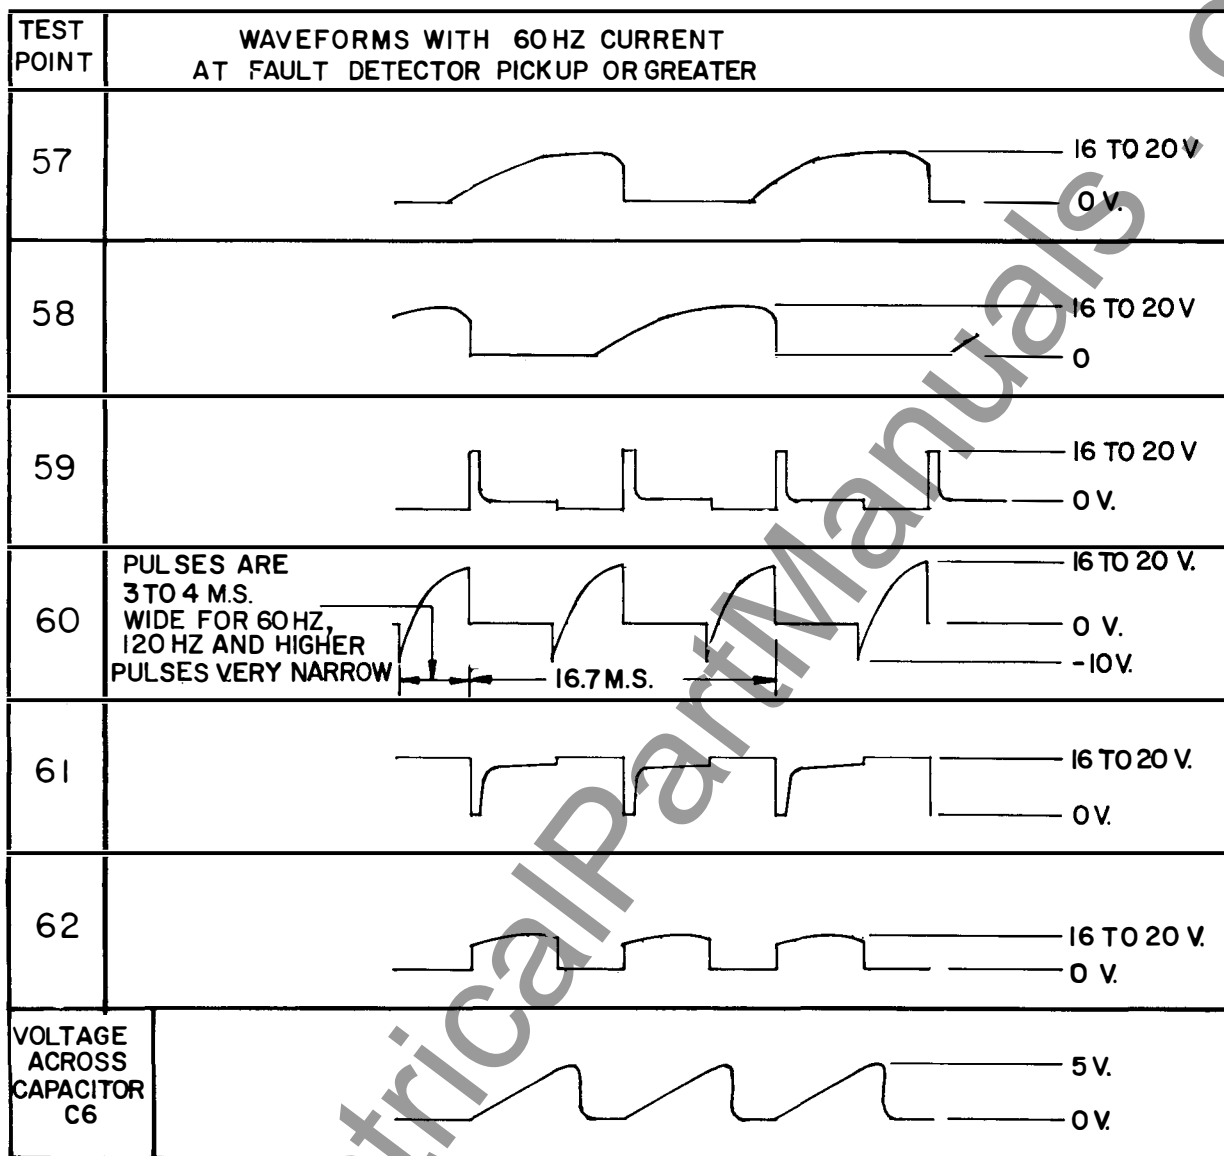 TEST
POINT
WAVEFORMS WITH 60 HZ CURRENT
AT FAULT DETECTOR PICKUP OR GREATER
57
16 TO 20 V
0 V.
58
16 TO 20 V
0
59
16 TO 20 V
0 V.
60
PULSES ARE
3 TO 4 M.S.
WIDE FOR 60 HZ,
120 HZ AND HIGHER
PULSES VERY NARROW
16.7 M.S.
16 TO 20 V.
0 V.
-10 V.
61
16 TO 20 V.
0 V.
62
16 TO 20 V.
0 V.
VOLTAGE
ACROSS
CAPACITOR
C6
5 V.
0 V.
tricalPartManuals.